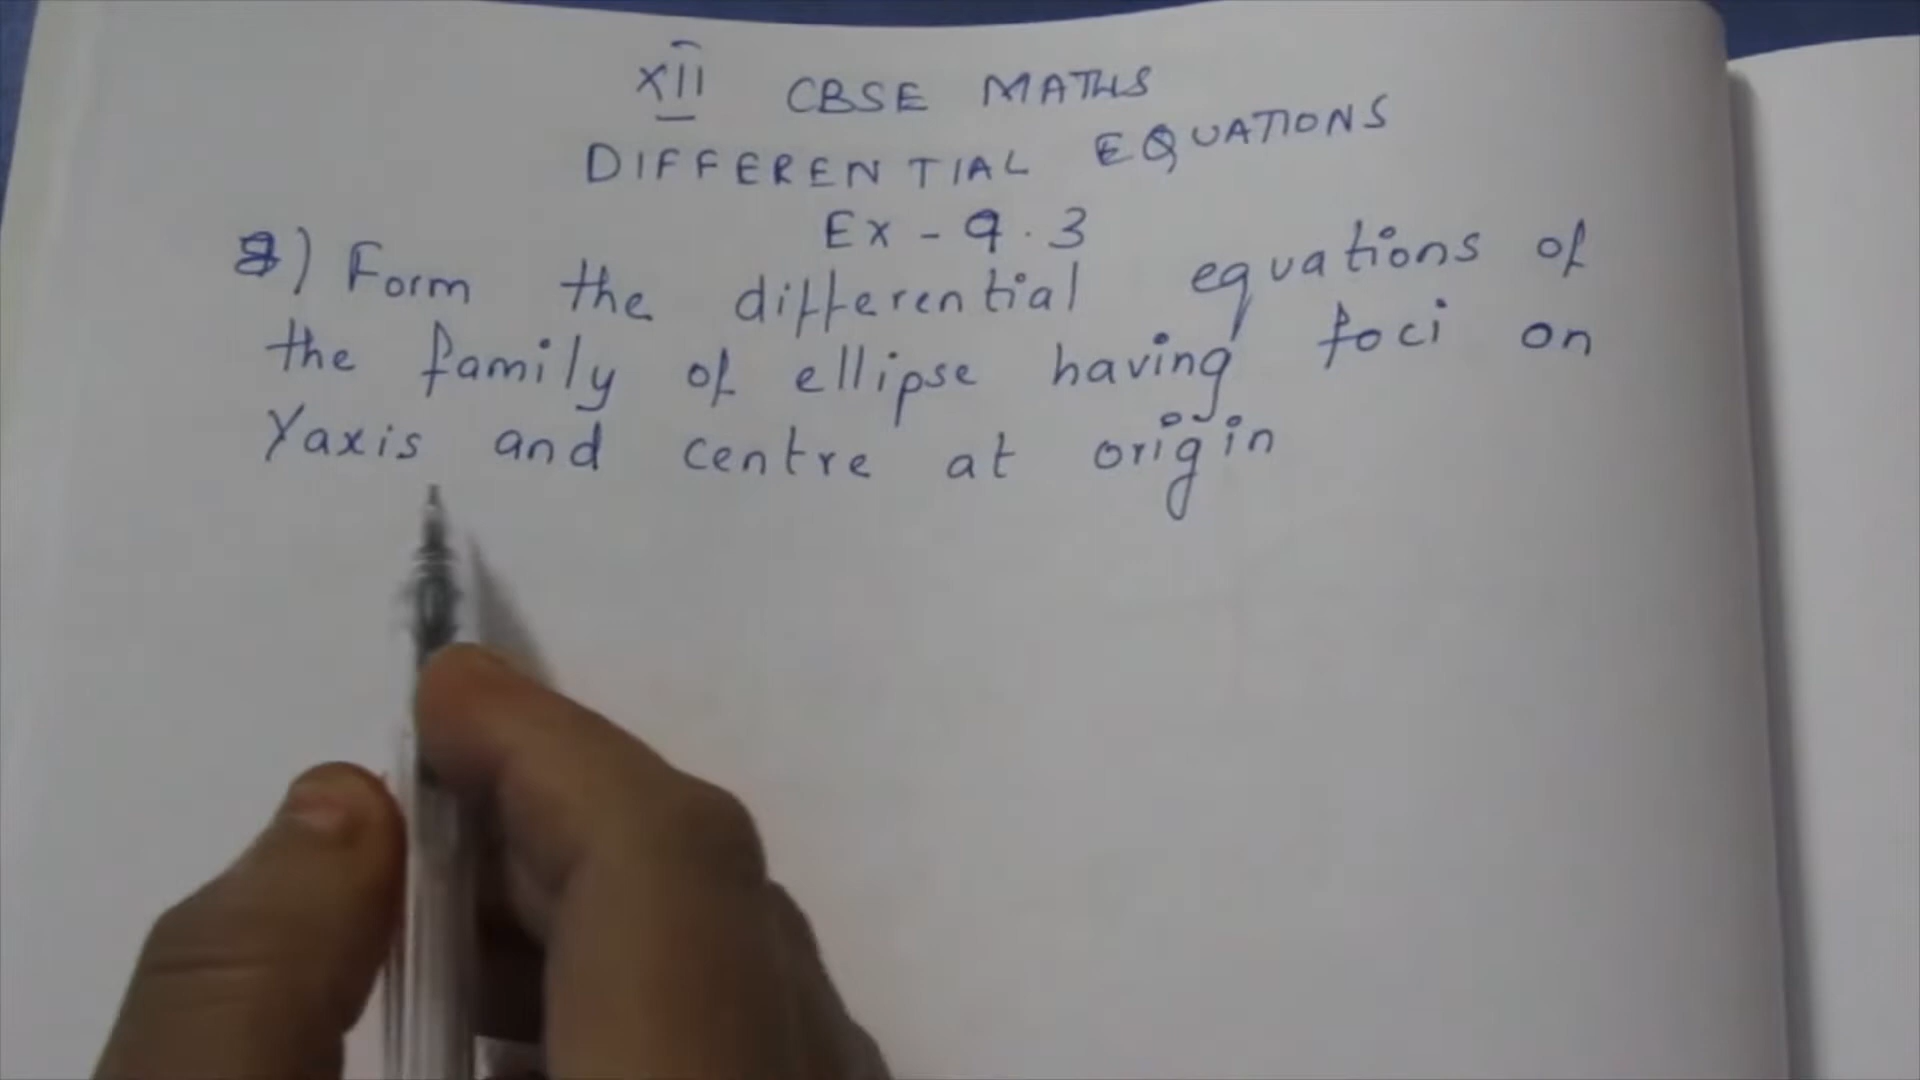 XII CBSE MATHS
DIFFERENTIAL EQUATIONS
Ex - 9.3
8) Form the differential equations of
the family of ellipse having foci on
Yaxis and centre at origin